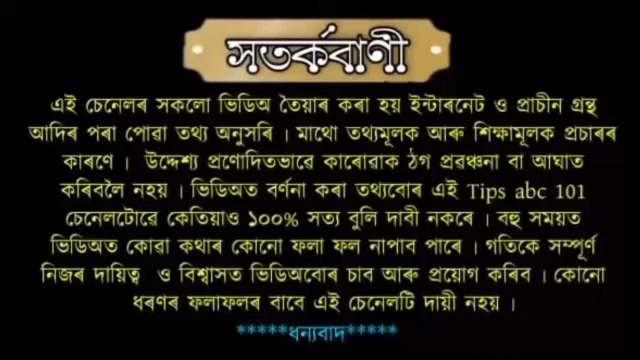 সতৰ্কবাণী
এই চেনেলৰ সকলো ভিডিঅ তৈয়াৰ কৰা হয় ইন্টাৰনেট ও প্ৰাচীন গ্ৰন্থ
আদিৰ পৰা পোৱা তথ্য অনুসৰি । মাথো তথ্যমূলক আৰু শিক্ষামূলক প্ৰচাৰৰ
কাৰণে । উদ্দেশ্য প্ৰণোদিতভাৱে কাৰোৱাক ঠগ প্ৰৱঞ্চনা বা আঘাত
কৰিবলৈ নহয় । ভিডিঅত বৰ্ণনা কৰা তথ্যবোৰ এই Tips abc 101
চেনেলটোৱে কেতিয়াও ১০০% সত্য বুলি দাবী নকৰে । বহু সময়ত
ভিডিঅত কোৱা কথাৰ কোনো ফলা ফল নাপাব পাৰে । গতিকে সম্পূৰ্ণ
নিজৰ দায়িত্ব ও বিশ্বাসত ভিডিঅবোৰ চাব আৰু প্ৰয়োগ কৰিব । কোনো
ধৰণৰ ফলাফলৰ বাবে এই চেনেলটি দায়ী নহয় ।
*****ধন্যবাদ*****